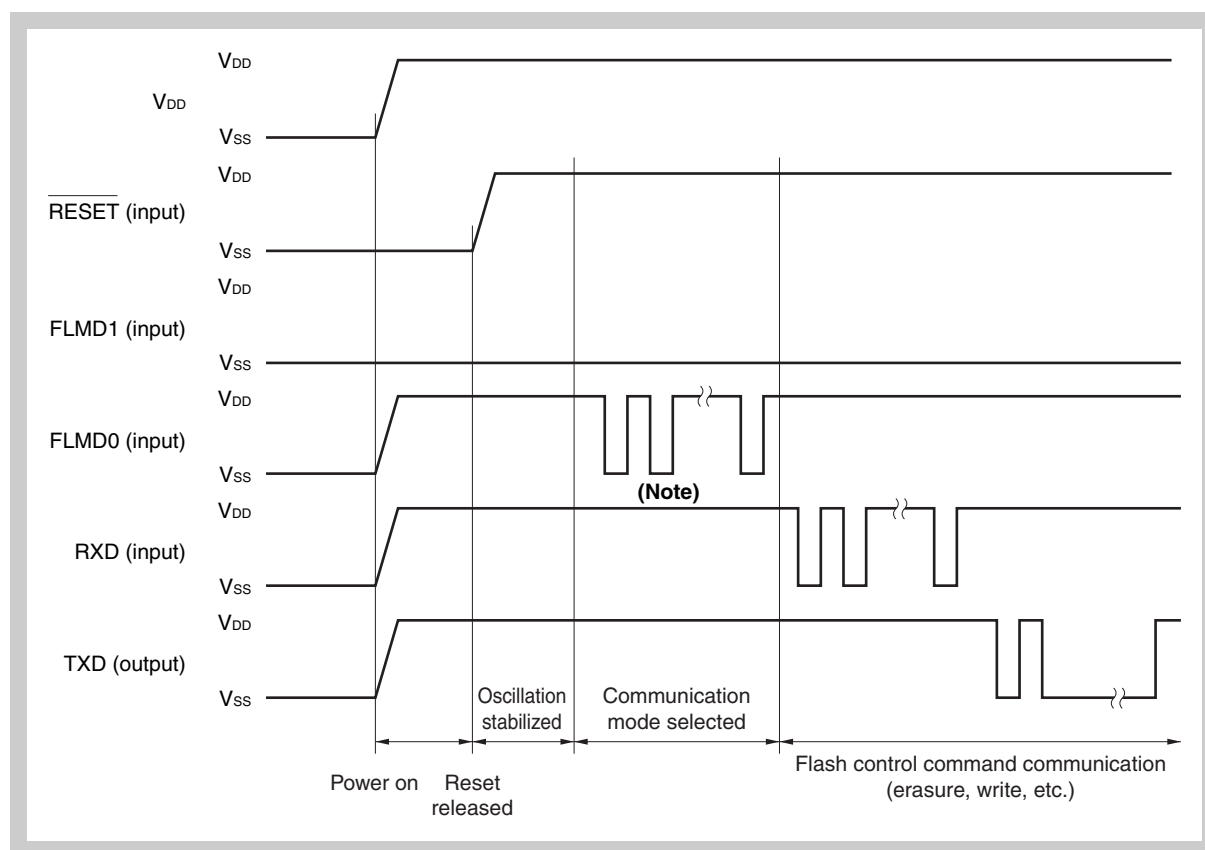 VDD
VDD
VSS
VDD
RESET (input)
VSS
VDD
FLMD1 (input)
VSS
VDD
FLMD0 (input)
VSS
(Note)
VDD
RXD (input)
VSS
VDD
TXD (output)
VSS
Oscillation
stabilized
Communication
mode selected
Power on
Reset
released
Flash control command communication
(erasure, write, etc.)